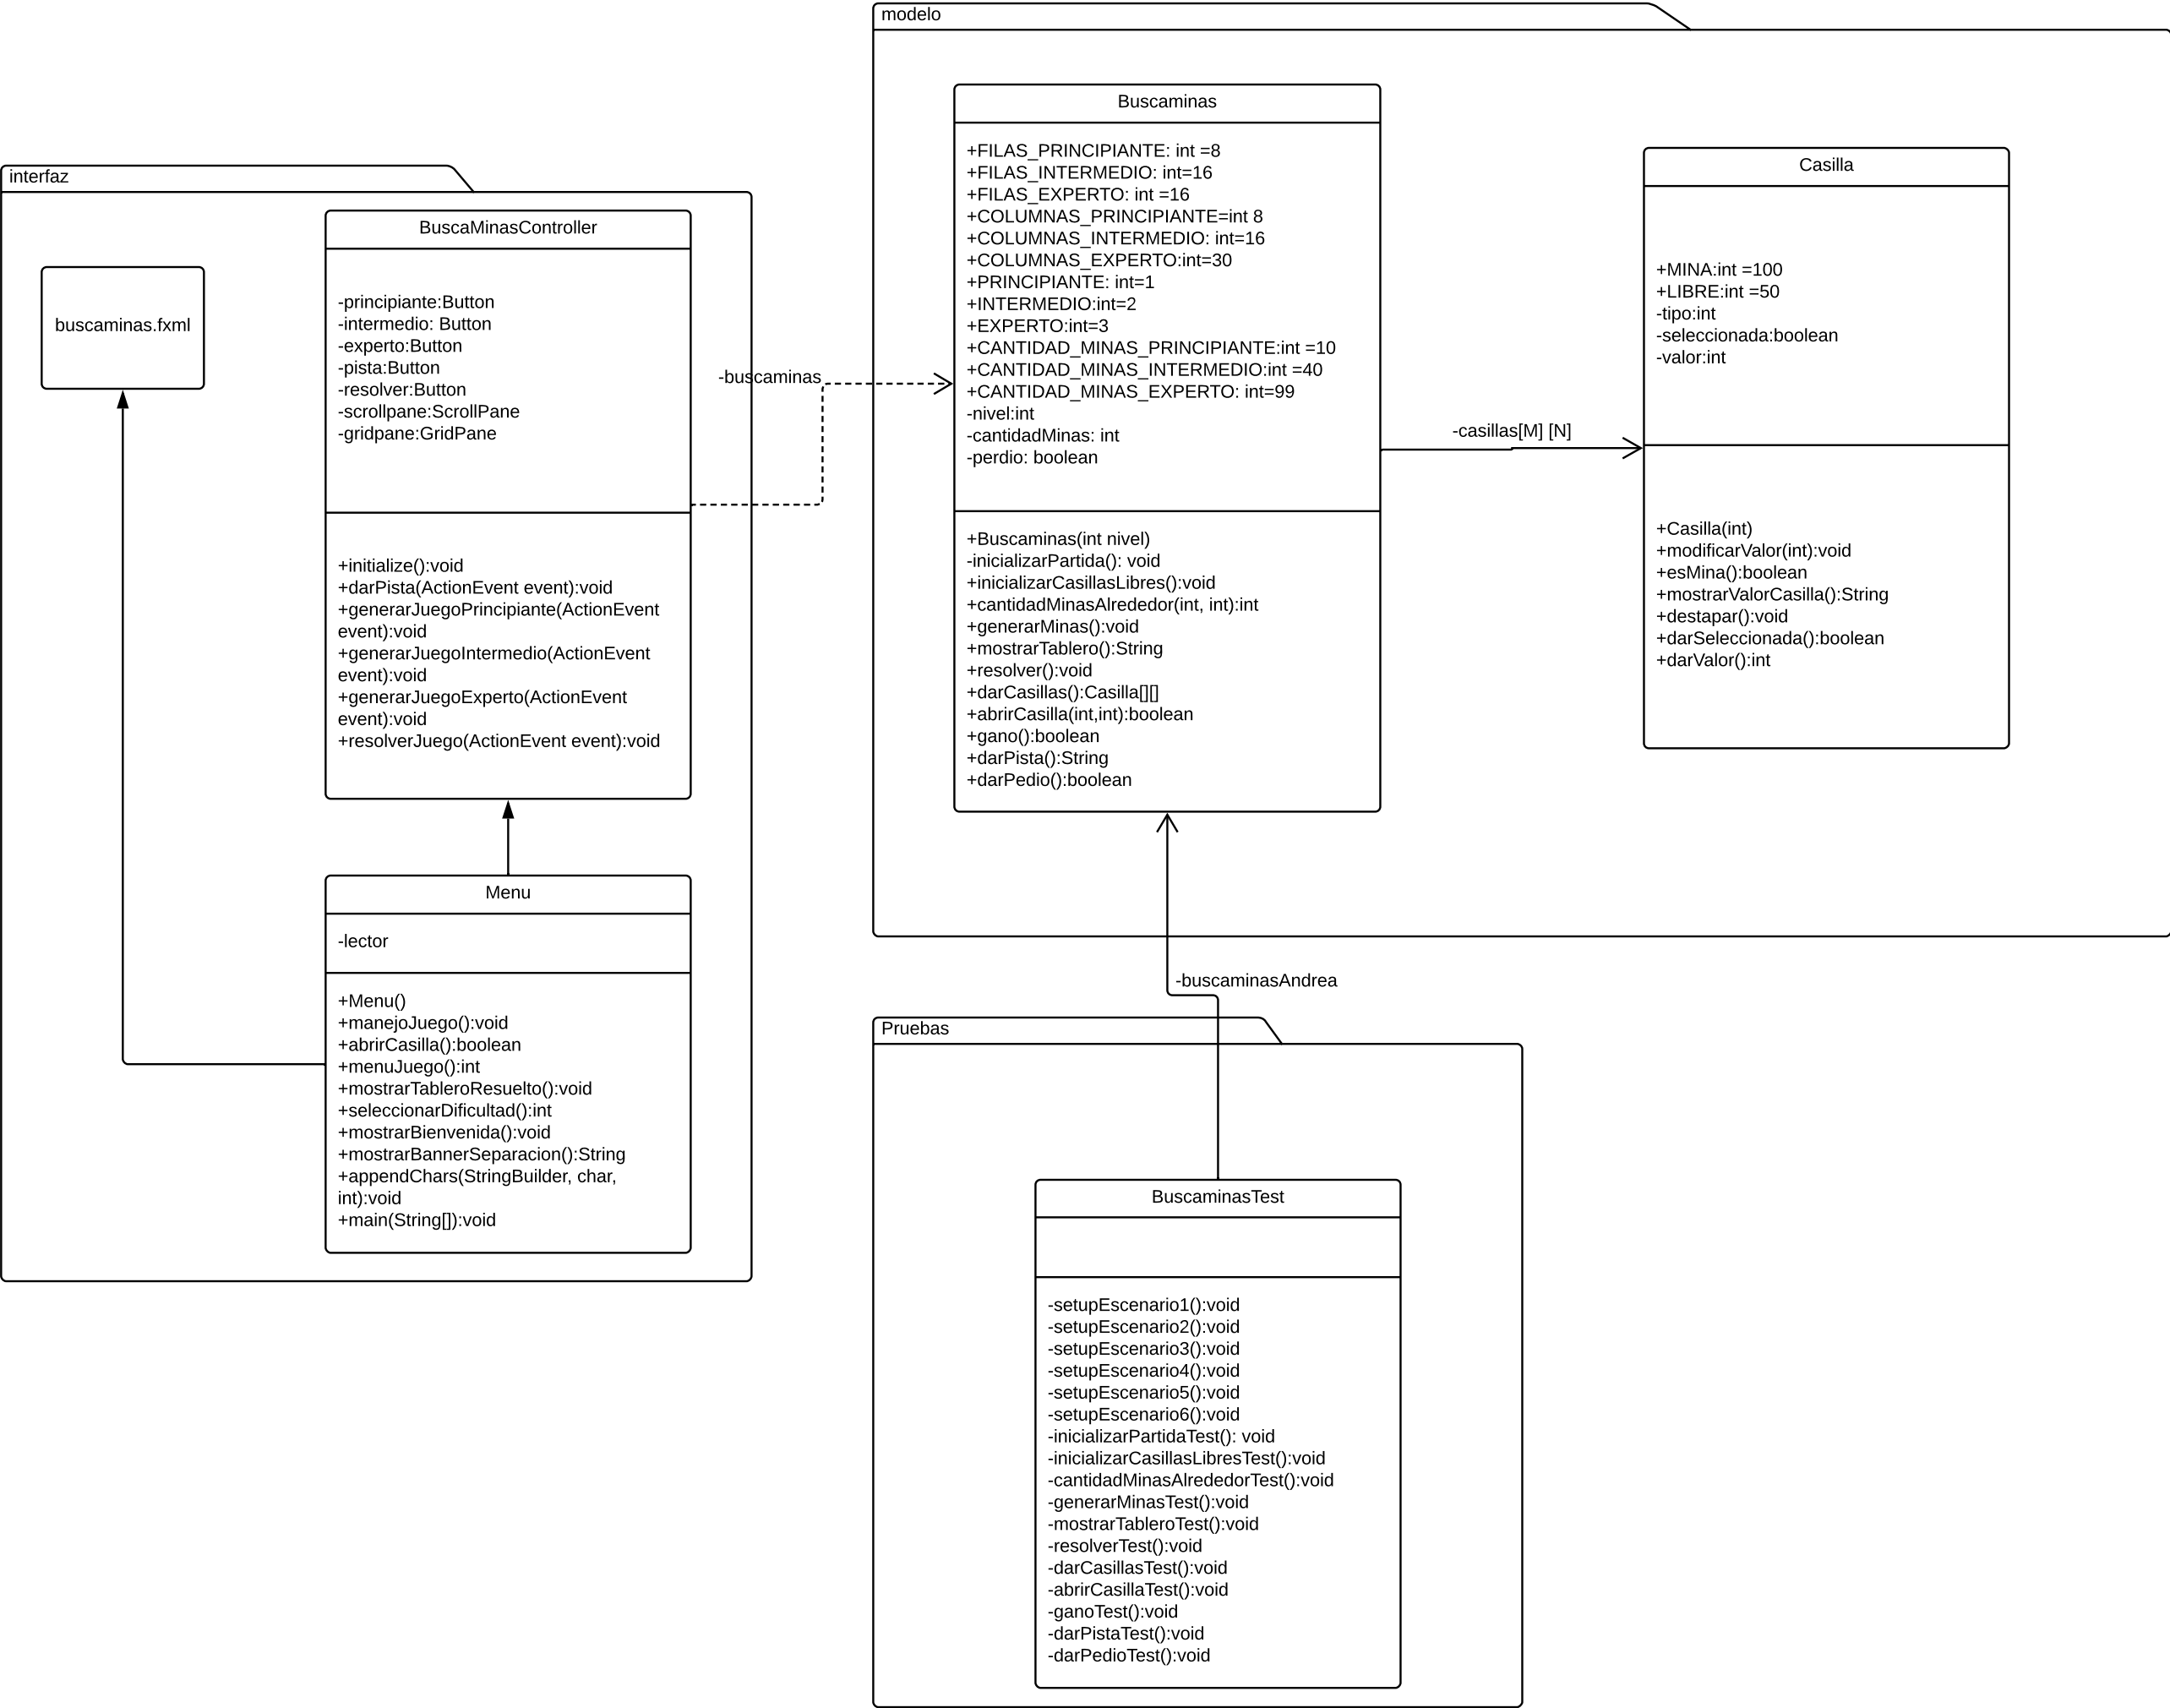 modelo
Buscaminas
+FILAS_PRINCIPIANTE: int =8
+FILAS_INTERMEDIO: int=16
+FILAS_EXPERTO: int =16
+COLUMNAS_PRINCIPIANTE=int 8
+COLUMNAS_INTERMEDIO: int=16
+COLUMNAS_EXPERTO:int=30
+PRINCIPIANTE: int=1
+INTERMEDIO:int=2
+EXPERTO:int=3
+CANTIDAD_MINAS_PRINCIPIANTE:int =10
+CANTIDAD_MINAS_INTERMEDIO:int =40
+CANTIDAD_MINAS_EXPERTO: int=99
-nivel:int
-cantidadMinas: int
-perdio: boolean
+Buscaminas(int nivel)
-inicializarPartida(): void
+inicializarCasillasLibres():void
+cantidadMinasAlrededor(int, int):int
+generarMinas():void
+mostrarTablero():String
+resolver():void
+darCasillas():Casilla[][]
+abrirCasilla(int,int):boolean
+gano():boolean
+darPista():String
+darPedio():boolean
-casillas[M] [N]
Casilla
+MINA:int =100
+LIBRE:int =50
-tipo:int
-seleccionada:boolean
-valor:int
+Casilla(int)
+modificarValor(int):void
+esMina():boolean
+mostrarValorCasilla():String
+destapar():void
+darSeleccionada():boolean
+darValor():int
interfaz
buscaminas.fxml
BuscaMinasController
-principiante:Button
-intermedio: Button
-experto:Button
-pista:Button
-resolver:Button
-scrollpane:ScrollPane
-gridpane:GridPane
+initialize():void
+darPista(ActionEvent event):void
+generarJuegoPrincipiante(ActionEvent
event):void
+generarJuegoIntermedio(ActionEvent
event):void
+generarJuegoExperto(ActionEvent
event):void
+resolverJuego(ActionEvent event):void
-buscaminas
Menu
-lector
+Menu()
+manejoJuego():void
+abrirCasilla():boolean
+menuJuego():int
+mostrarTableroResuelto():void
+seleccionarDificultad():int
+mostrarBienvenida():void
+mostrarBannerSeparacion():String
+appendChars(StringBuilder, char,
int):void
+main(String[]):void
-buscaminasAndrea
Pruebas
BuscaminasTest
-setupEscenario1():void
-setupEscenario2():void
-setupEscenario3():void
-setupEscenario4():void
-setupEscenario5():void
-setupEscenario6():void
-inicializarPartidaTest(): void
-inicializarCasillasLibresTest():void
-cantidadMinasAlrededorTest():void
-generarMinasTest():void
-mostrarTableroTest():void
-resolverTest():void
-darCasillasTest():void
-abrirCasillaTest():void
-ganoTest():void
-darPistaTest():void
-darPedioTest():void